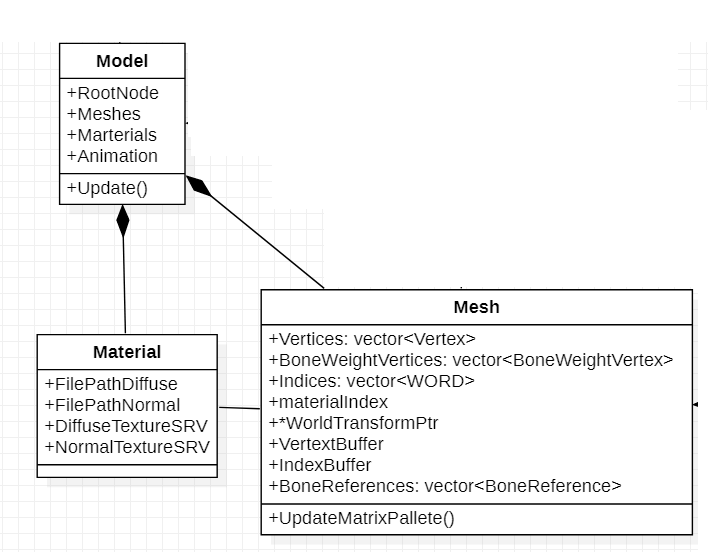 Model
+RootNode
+Meshes
+Marterials
+Animation
+Update()
Material
+FilePathDiffuse
+FilePathNormal
+DiffuseTextureSRV
+NormalTextureSRV
Mesh
+Vertices: vector<Vertex>
+BoneWeightVertices: vector<BoneWeightVertex>
+Indices: vector<WORD>
+materialIndex
+*WorldTransformPtr
+VertextBuffer
+IndexBuffer
+BoneReferences: vector<BoneReference>
+UpdateMatrixPallete()